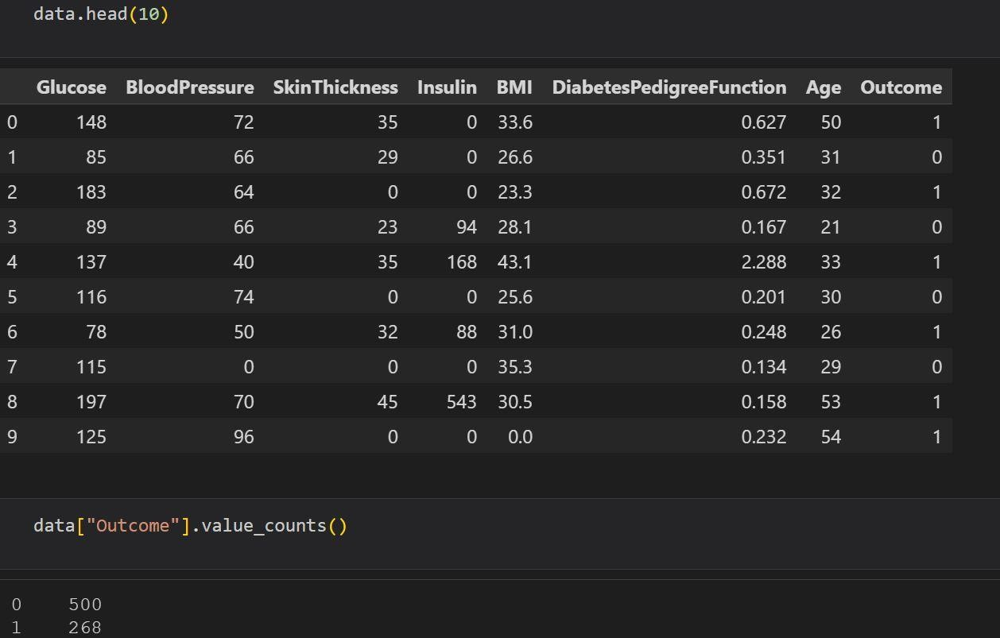 data.head(10)
Glucose BloodPressure SkinThickness Insulin BMI DiabetesPedigreeFunction Age Outcome
0 148 72 35 0 33.6 0.627 50 1
1 85 66 29 0 26.6 0.351 31 0
2 183 64 0 0 23.3 0.672 32 1
3 89 66 23 94 28.1 0.167 21 0
4 137 40 35 168 43.1 2.288 33 1
5 116 74 0 0 25.6 0.201 30 0
6 78 50 32 88 31.0 0.248 26 1
7 115 0 0 0 35.3 0.134 29 0
8 197 70 45 543 30.5 0.158 53 1
9 125 96 0 0 0.0 0.232 54 1
data["Outcome"].value_counts()
0 500
1 268